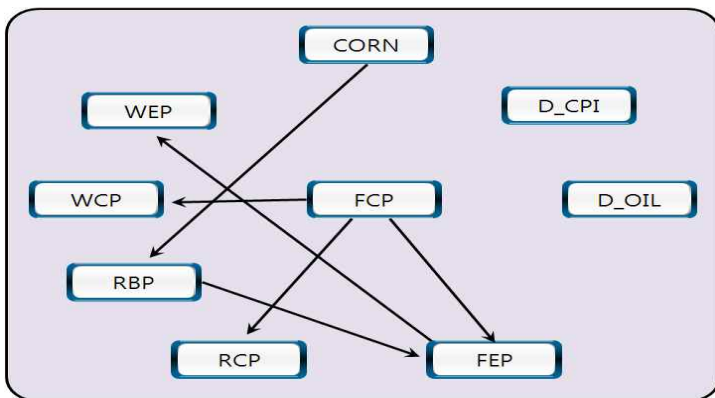 CORN
WEP
D_CPI
WCP
FCP
D_OIL
RBP
RCP
FEP